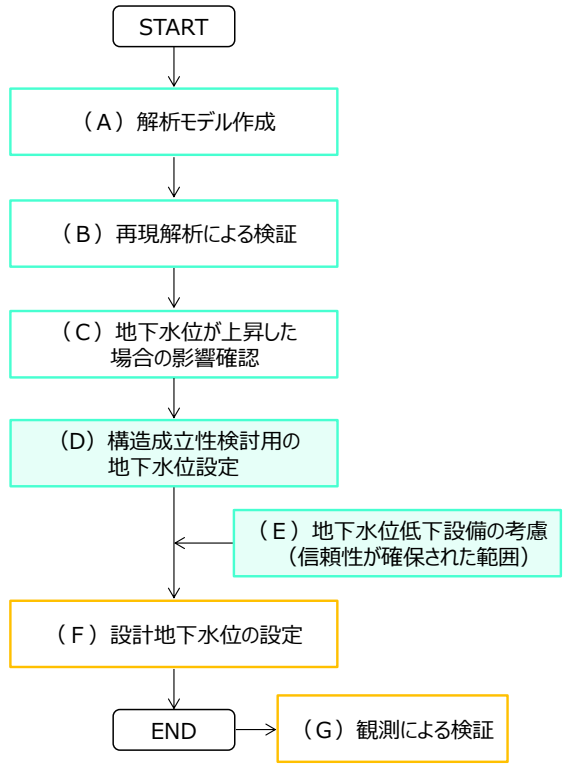 START
（A）解析モデル作成
（B）再現解析による検証
（C）地下水位が上昇した
場合の影響確認
（D）構造成立性検討用の
地下水位設定
（E）地下水位低下設備の考慮
（信頼性が確保された範囲）
（F）設計地下水位の設定
END
（G）観測による検証